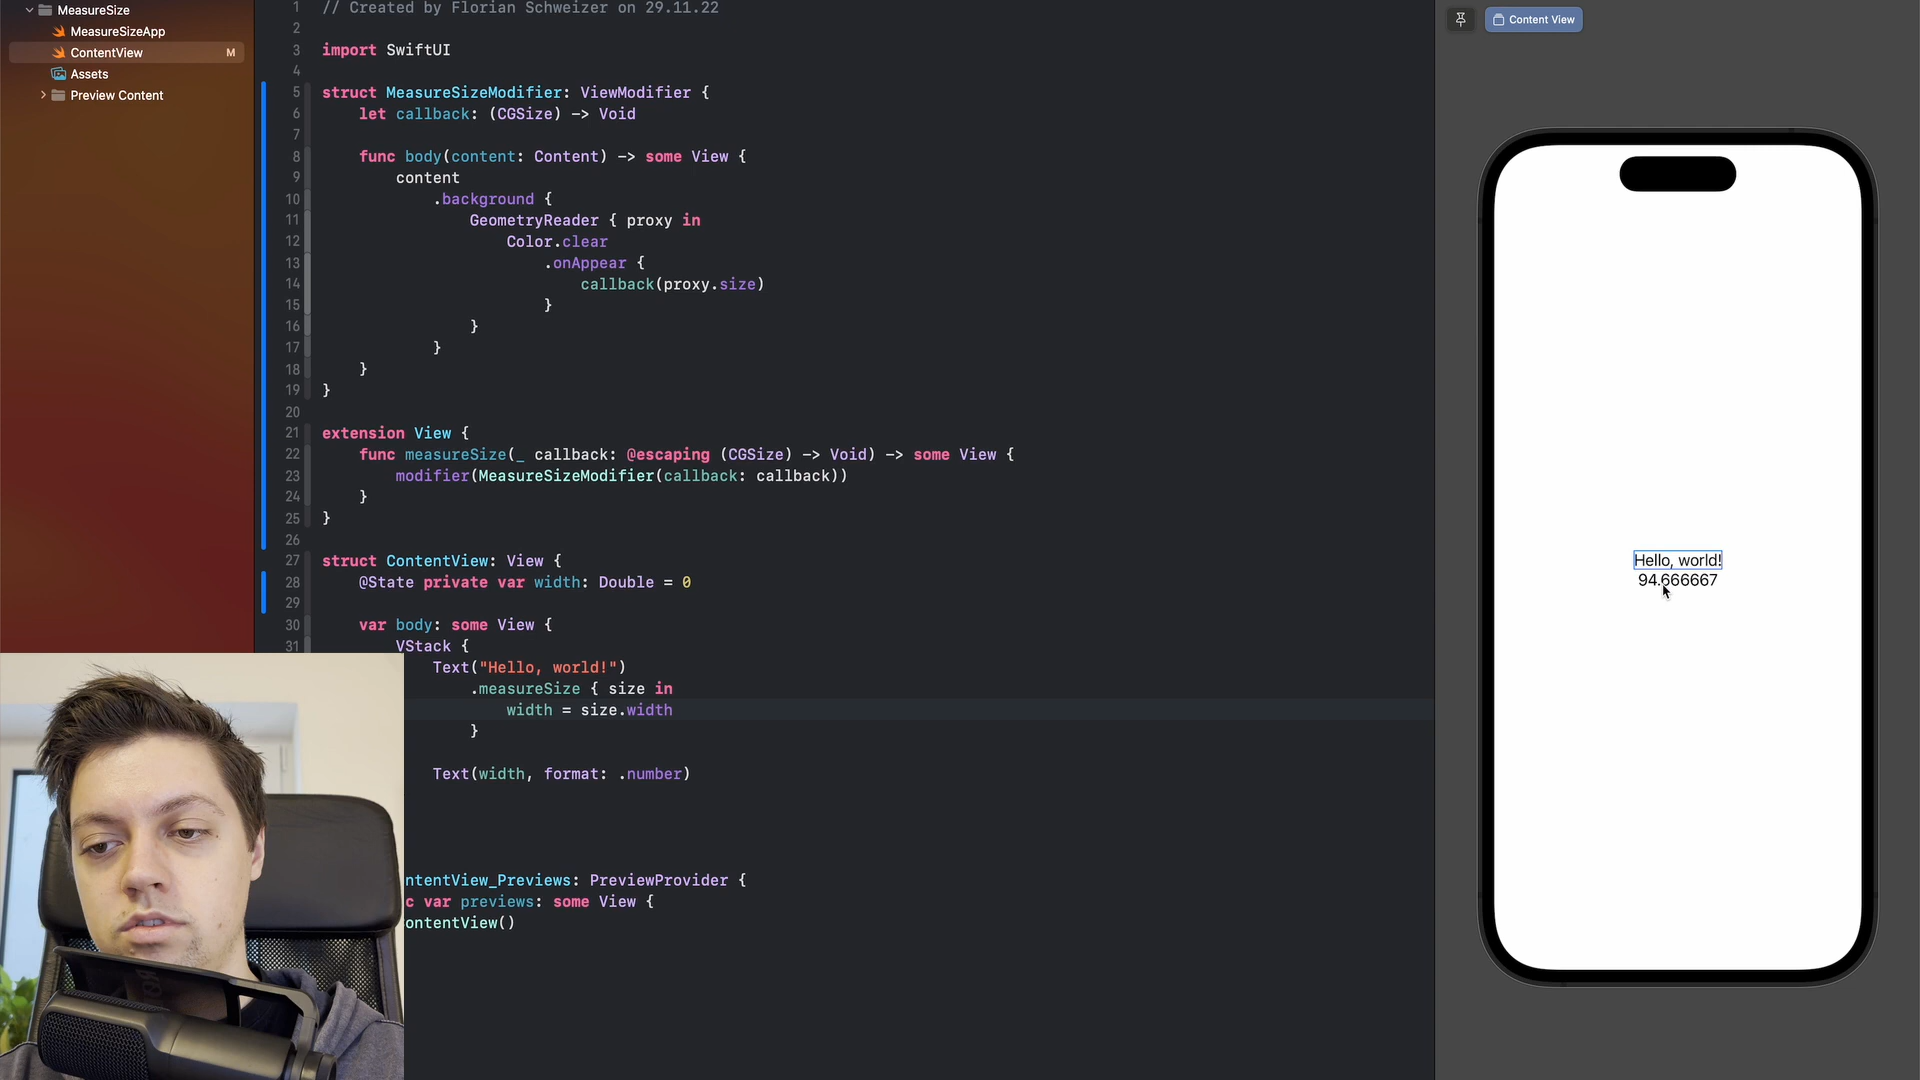 MeasureSize
MeasureSizeApp
ContentView M
Assets
Preview Content
1 // Created by Florian Schweizer on 29.11.22
2
3 import SwiftUI
4
5 struct MeasureSizeModifier: ViewModifier {
6 let callback: (CGSize) -> Void
7
8 func body(content: Content) -> some View {
9 content
10 .background {
11 GeometryReader { proxy in
12 Color.clear
13 .onAppear {
14 callback(proxy.size)
15 }
16 }
17 }
18 }
19 }
20
21 extension View {
22 func measureSize(_ callback: @escaping (CGSize) -> Void) -> some View {
23 modifier(MeasureSizeModifier(callback: callback))
24 }
25 }
26
27 struct ContentView: View {
28 @State private var width: Double = 0
29
30 var body: some View {
31 VStack {
Text("Hello, world!")
.measureSize { size in
width = size.width
}
Text(width, format: .number)
ntentView_Previews: PreviewProvider {
c var previews: some View {
ontentView()
Content View
Hello, world!
94.666667